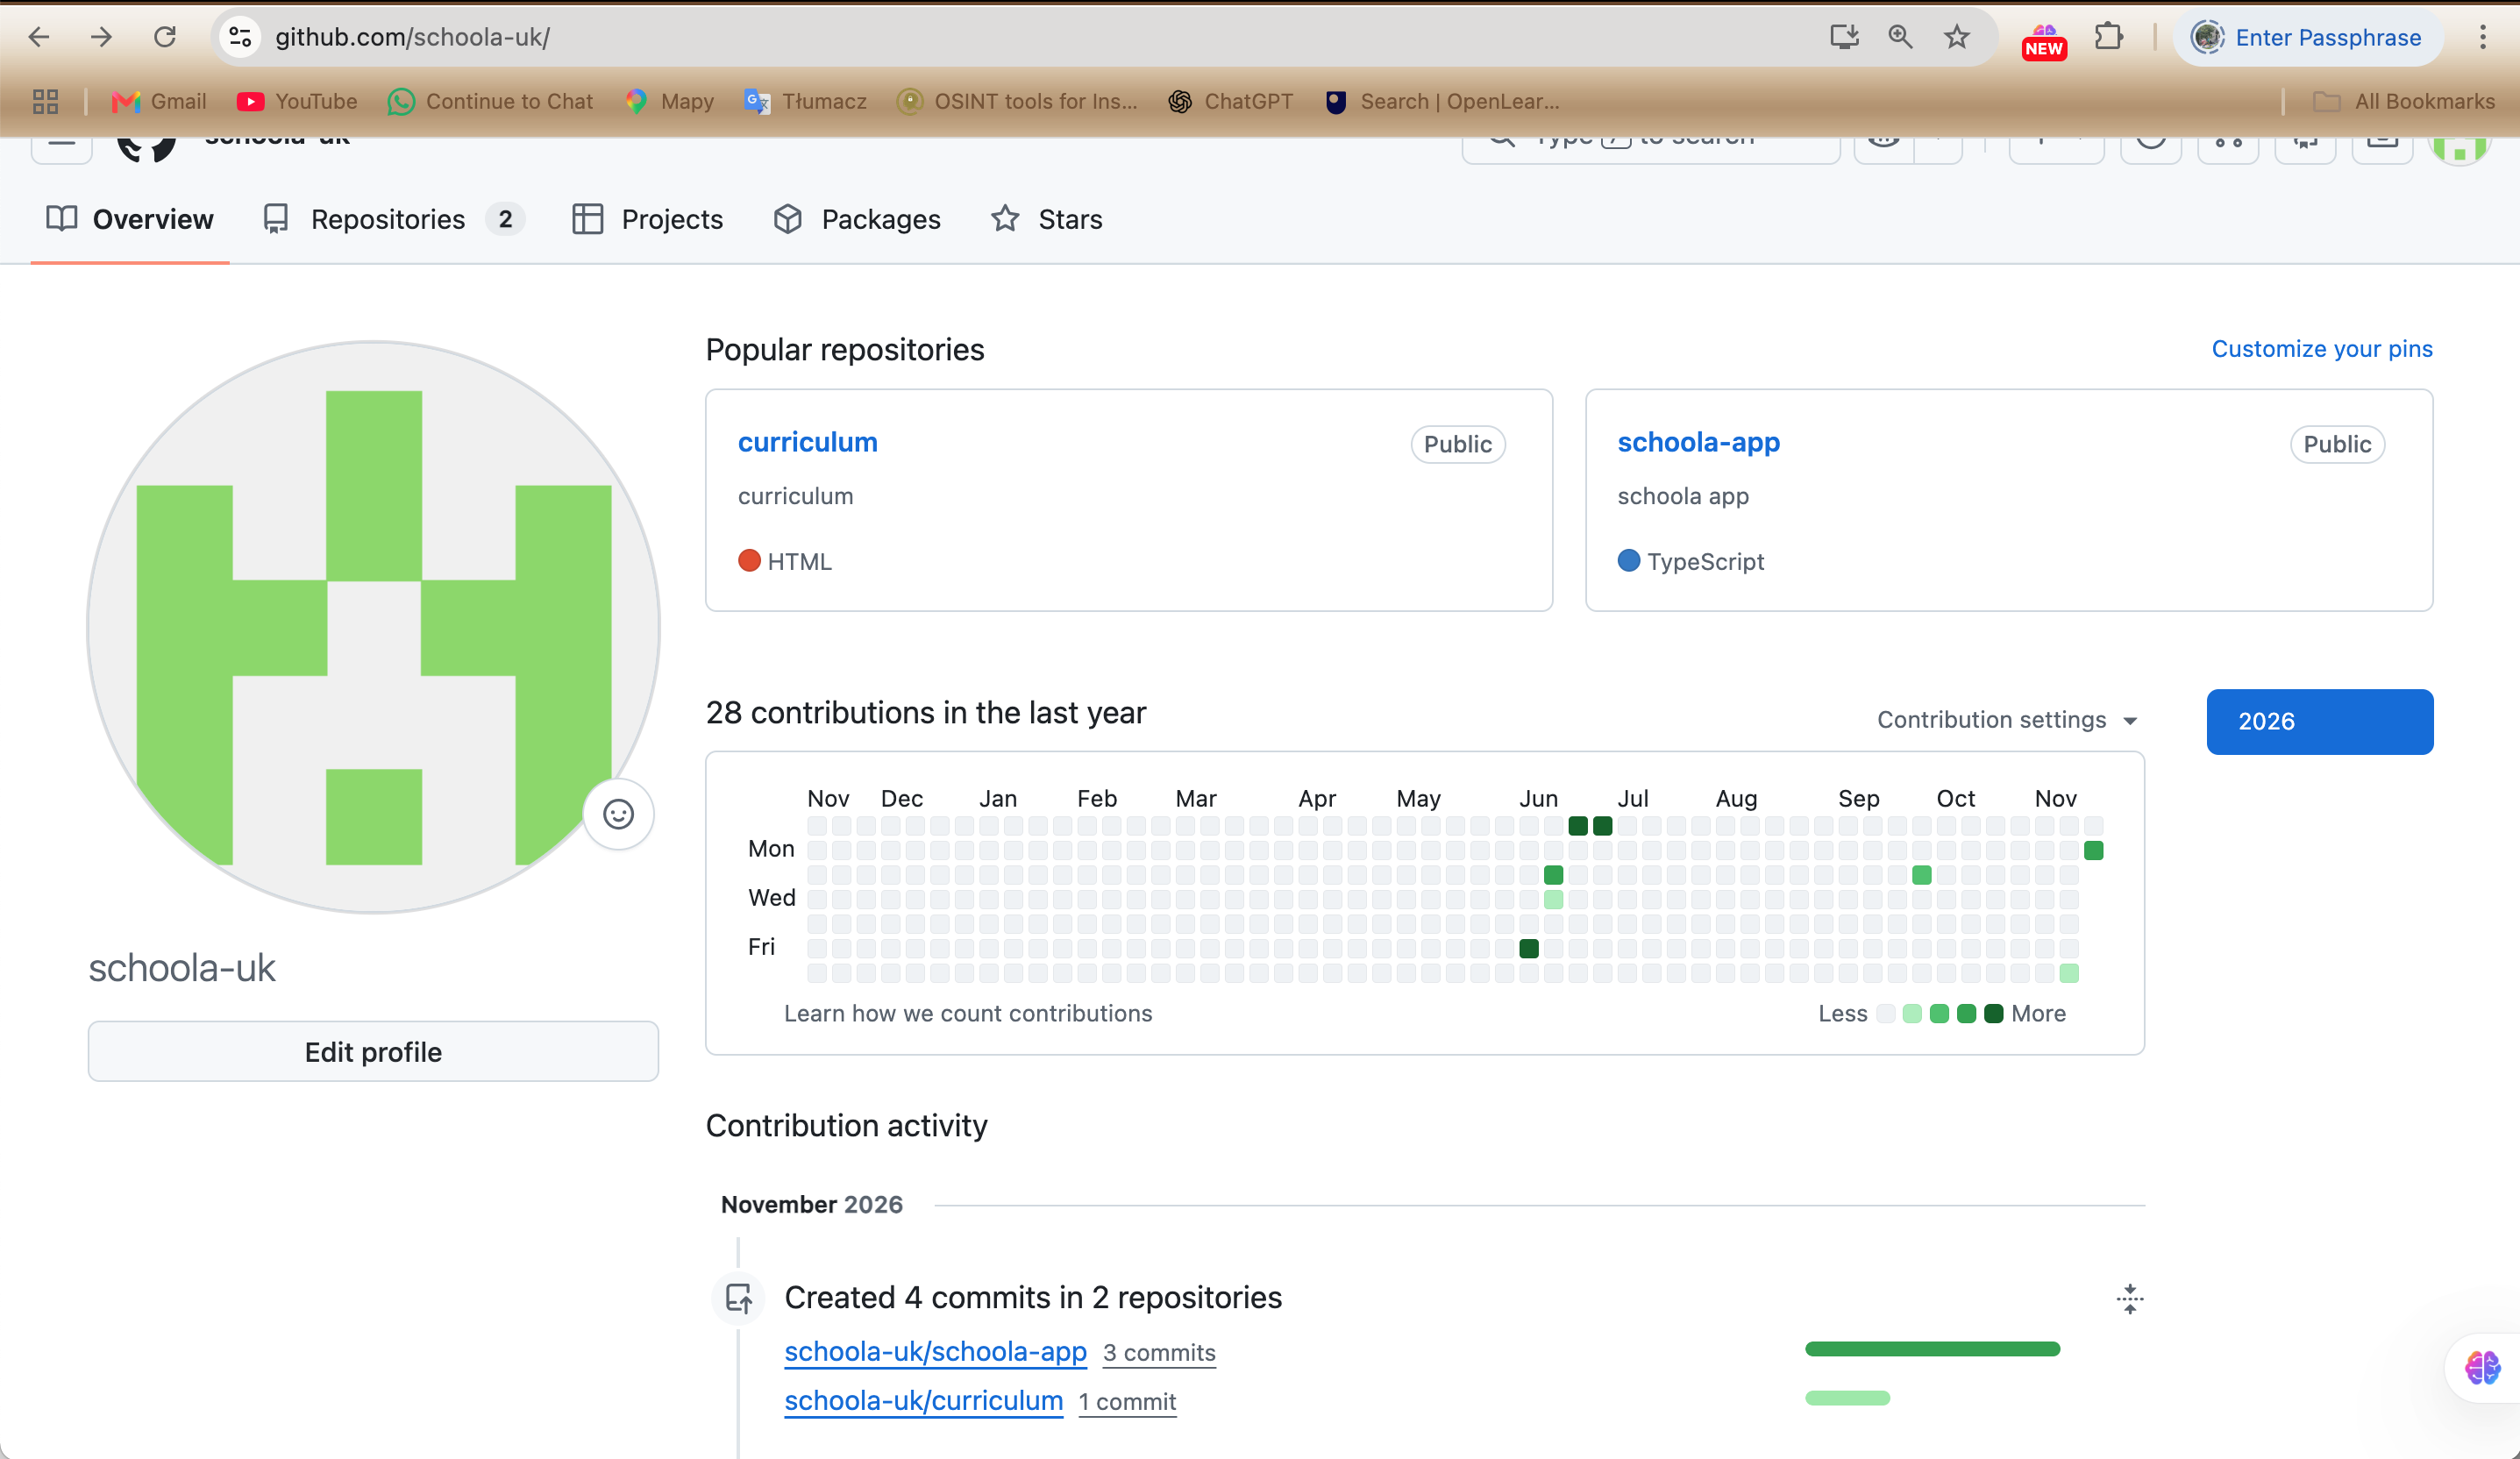 github.com/schoola-uk/
NEW
Enter Passphrase
Gmail
YouTube
Continue to Chat
Mapy
Tłumacz
OSINT tools for Ins...
ChatGPT
Search | OpenLear...
All Bookmarks
schoola-uk
Type / to search
Overview
Repositories 2
Projects
Packages
Stars
Popular repositories
Customize your pins
curriculum
Public
curriculum
HTML
schoola-app
Public
schoola app
TypeScript
28 contributions in the last year
Contribution settings
2026
Nov Dec Jan Feb Mar Apr May Jun Jul Aug Sep Oct Nov
Mon
Wed
Fri
Learn how we count contributions
Less
More
schoola-uk
Edit profile
Contribution activity
November 2026
Created 4 commits in 2 repositories
schoola-uk/schoola-app 3 commits
schoola-uk/curriculum 1 commit